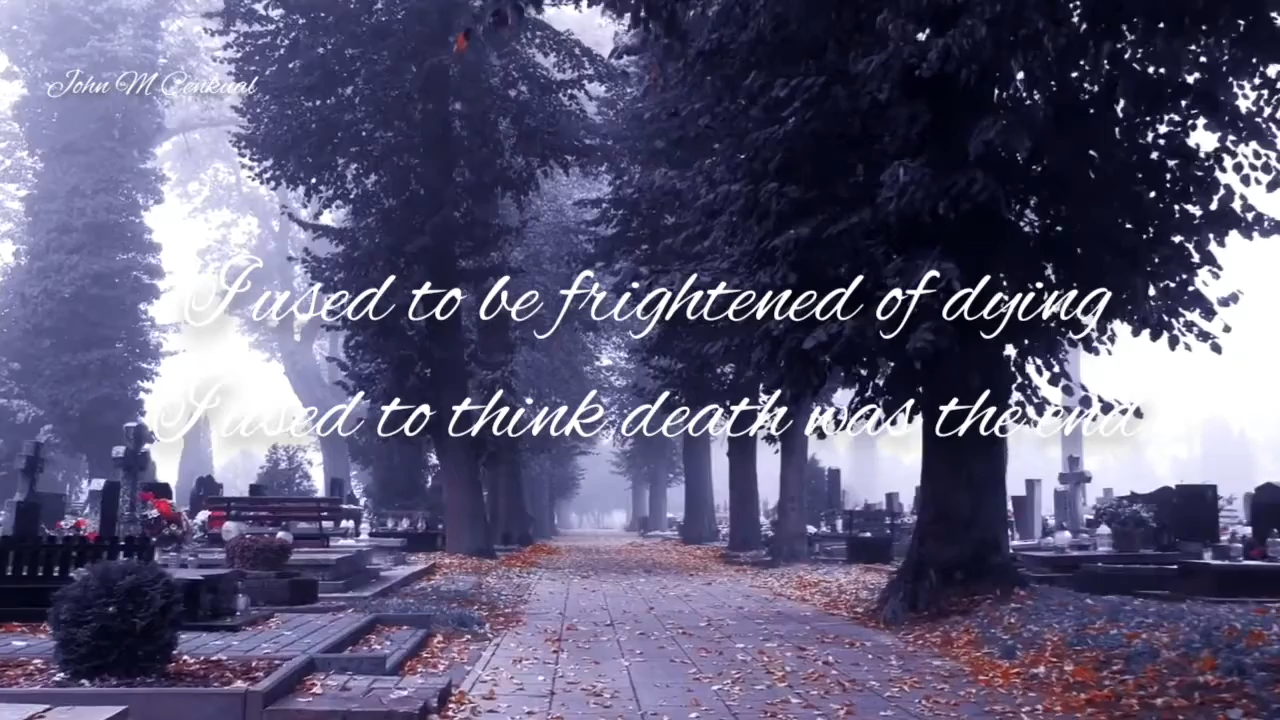 John M Cenkual
I used to be frightened of dying
I used to think death was the end